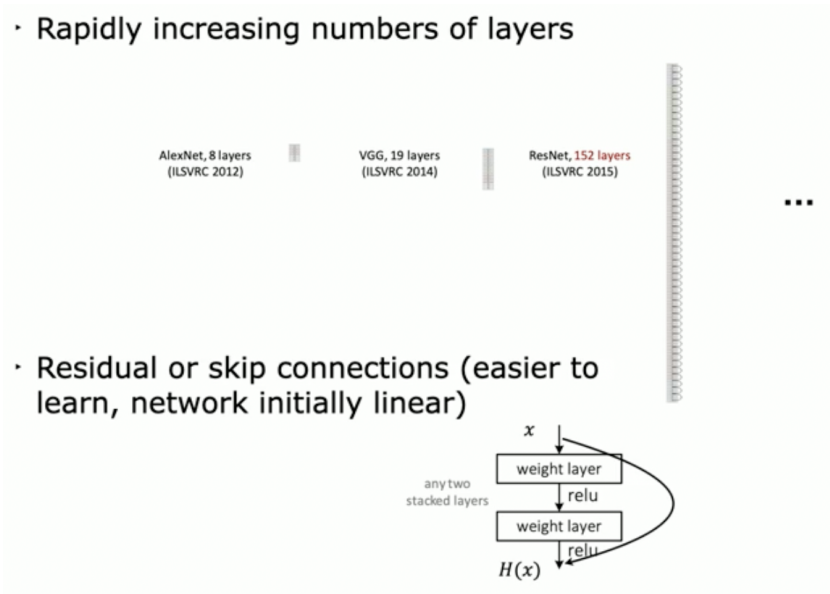 ‣ Rapidly increasing numbers of layers
AlexNet, 8 layers
(ILSVRC 2012)
VGG, 19 layers
(ILSVRC 2014)
ResNet, 152 layers
(ILSVRC 2015)
...
‣ Residual or skip connections (easier to
learn, network initially linear)
x
weight layer
any two
stacked layers
relu
weight layer
relu
H(x)